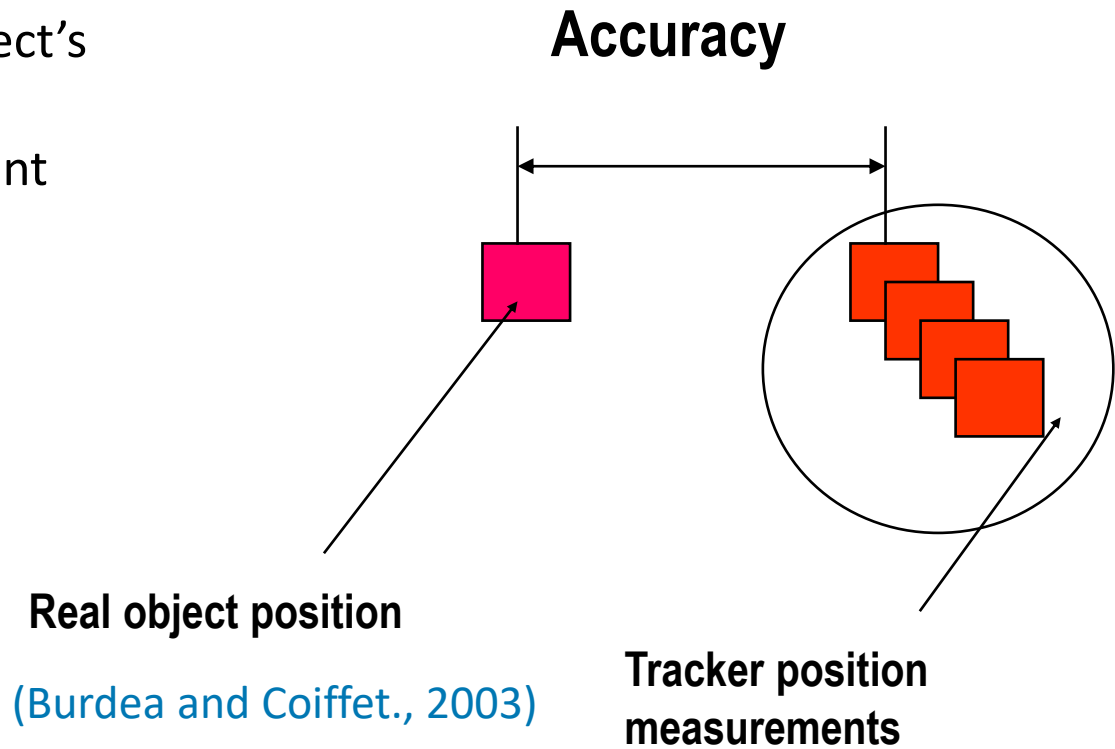 ect's
Accuracy
nt
Real object position
(Burdea and Coiffet., 2003)
Tracker position
measurements